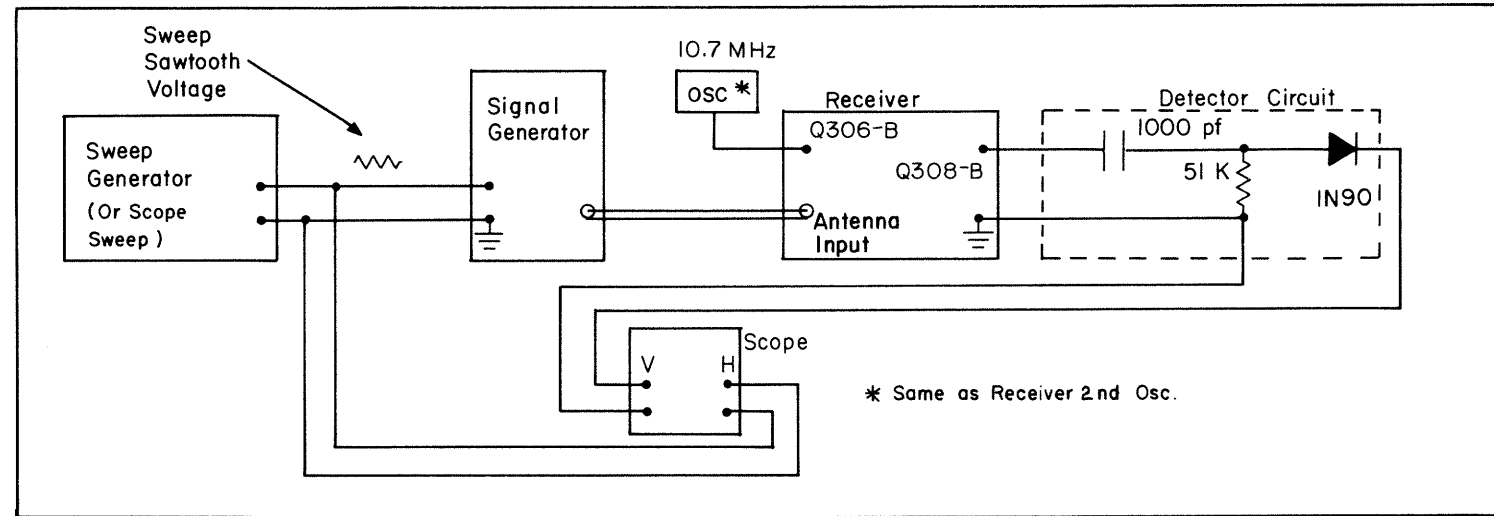 Sweep
Sawtooth
Voltage
Sweep
Generator
(Or Scope
Sweep)
Signal
Generator
10.7 MHz
OSC *
Receiver
Q306-B
Q308-B
Antenna
Input
Detector Circuit
1000 pf
51 K
1N90
Scope
V H
* Same as Receiver 2nd Osc.